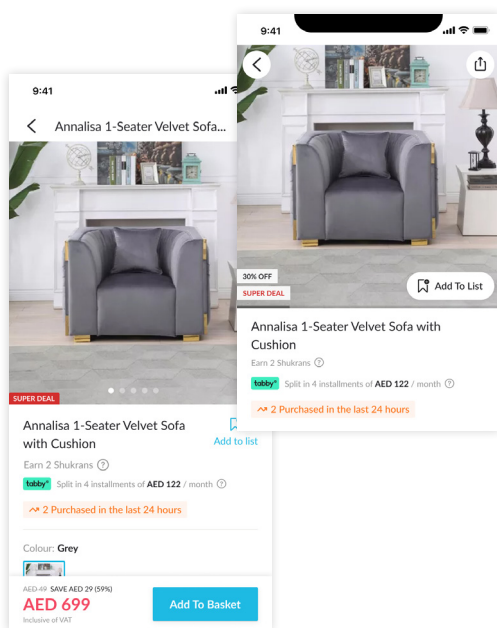 9:41
Annalisa 1-Seater Velvet Sofa...
SUPER DEAL
Annalisa 1-Seater Velvet Sofa
with Cushion
Add to list
Earn 2 Shukrans ?
tabby Split in 4 installments of AED 122 / month ?
2 Purchased in the last 24 hours
Colour: Grey
AED 49 SAVE AED 29 (59%)
AED 699
Inclusive of VAT
Add To Basket
9:41
30% OFF
SUPER DEAL
Add To List
Annalisa 1-Seater Velvet Sofa with
Cushion
Earn 2 Shukrans ?
tabby Split in 4 installments of AED 122 / month ?
2 Purchased in the last 24 hours